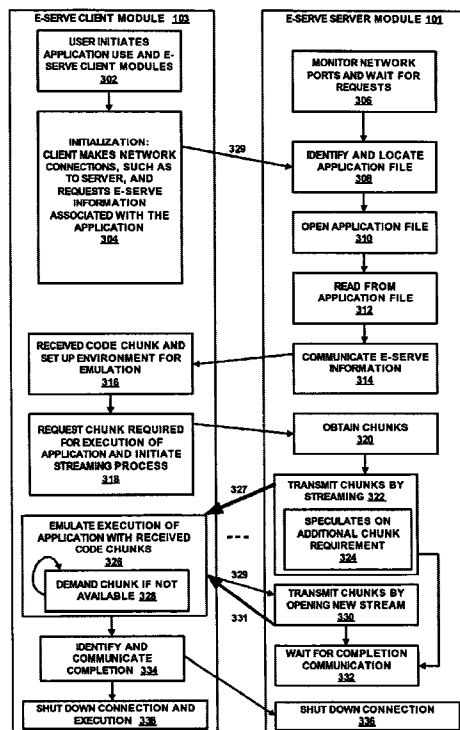 E-SERVE CLIENT MODULE 103
USER INITIATES
APPLICATION USE AND E-
SERVE CLIENT MODULES
302
INITIALIZATION:
CLIENT MAKES NETWORK
CONNECTIONS, SUCH AS
TO SERVER, AND
REQUESTS E-SERVE
INFORMATION
ASSOCIATED WITH THE
APPLICATION
304
RECEIVED CODE CHUNK AND
SET UP ENVIRONMENT FOR
EMULATION
316
REQUEST CHUNK REQUIRED
FOR EXECUTION OF
APPLICATION AND INITIATE
STREAMING PROCESS
318
EMULATE EXECUTION OF
APPLICATION WITH RECEIVED
CODE CHUNKS
326
DEMAND CHUNK IF NOT
AVAILABLE 328
IDENTIFY AND
COMMUNICATE
COMPLETION 334
SHUT DOWN CONNECTION AND
EXECUTION 338
329
327
329
331
E-SERVE SERVER MODULE 101
MONITOR NETWORK
PORTS AND WAIT FOR
REQUESTS
306
IDENTIFY AND LOCATE
APPLICATION FILE
308
OPEN APPLICATION FILE
310
READ FROM
APPLICATION FILE
312
COMMUNICATE E-SERVE
INFORMATION
314
OBTAIN CHUNKS
320
TRANSMIT CHUNKS BY
STREAMING 322
SPECULATES ON
ADDITIONAL CHUNK
REQUIREMENT
324
TRANSMIT CHUNKS BY
OPENING NEW STREAM
330
WAIT FOR COMPLETION
COMMUNICATION
332
SHUT DOWN CONNECTION
336